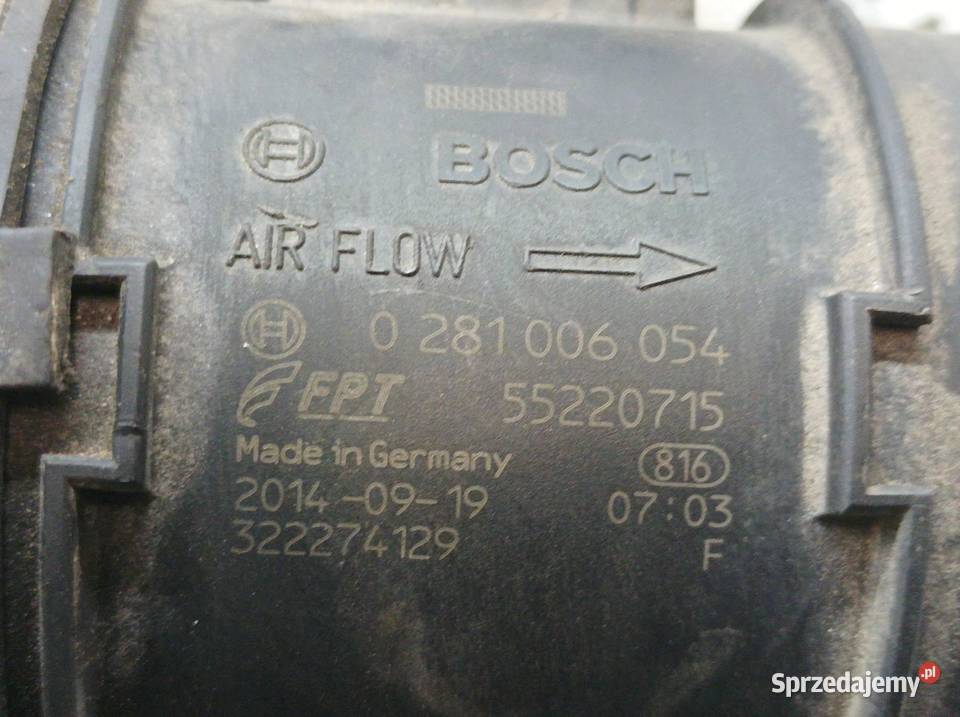 BOSCH
AIR FLOW
0 281 006 054
FPT 55220715
Made in Germany 816
2014-09-19 07:03
322274129 F
Sprzedajemy.pl